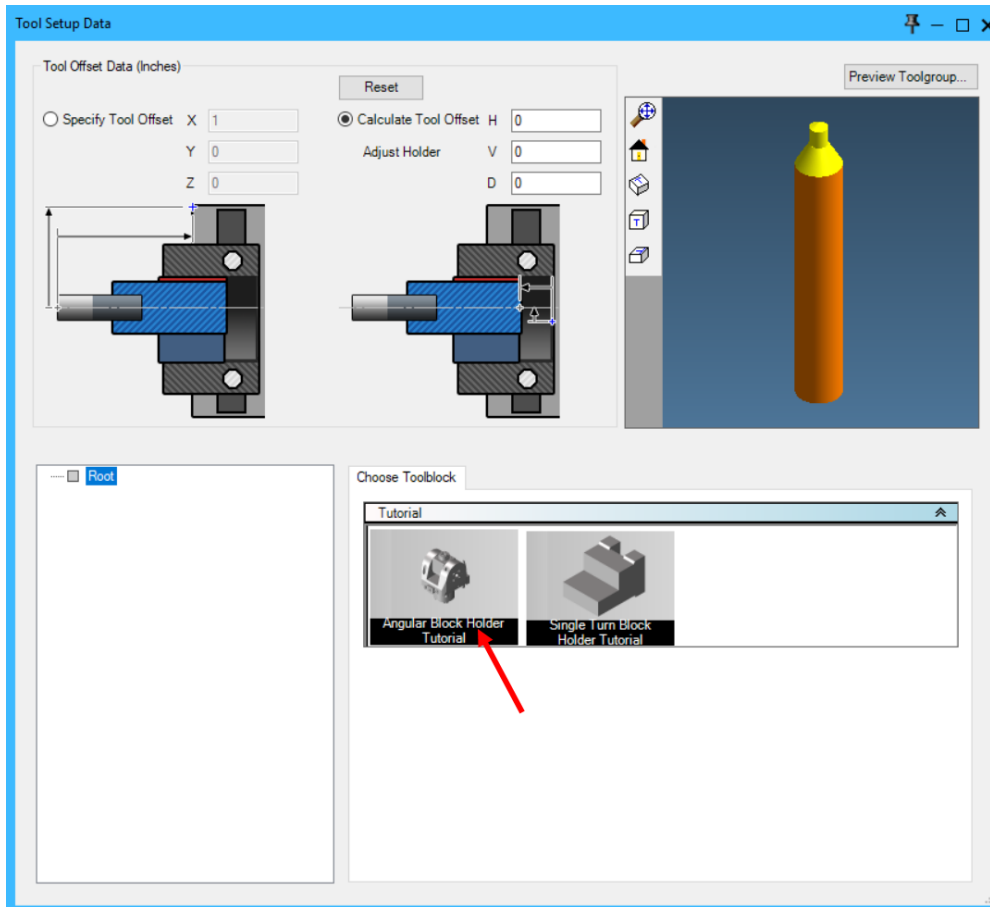 Tool Setup Data
Tool Offset Data (Inches)
Reset
Preview Toolgroup...
Specify Tool Offset X 1
Calculate Tool Offset H 0
Y 0
Adjust Holder V 0
Z 0
D 0
T
Root
Choose Toolblock
Tutorial
Angular Block Holder
Tutorial
Single Turn Block
Holder Tutorial